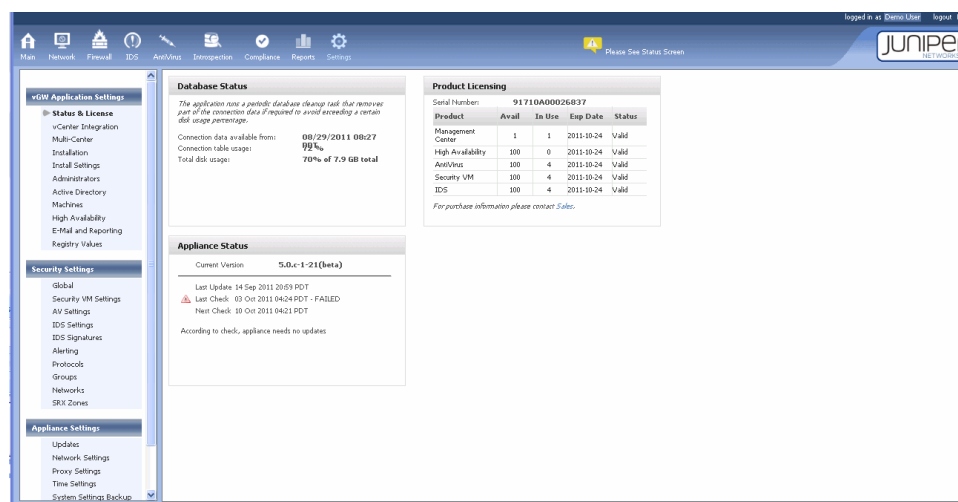 logged in as Demo User logout
Main Network Firewall IDS AntiVirus Introspection Compliance Reports Settings
Please See Status Screen
JUNIPE
NETWORKS
vGW Application Settings
Status & License
vCenter Integration
Multi-Center
Installation
Install Settings
Administrators
Active Directory
Machines
High Availability
E-Mail and Reporting
Registry Values
Security Settings
Global
Security VM Settings
AV Settings
IDS Settings
IDS Signatures
Alerting
Protocols
Groups
Networks
SRX Zones
Appliance Settings
Updates
Network Settings
Proxy Settings
Time Settings
System Settings Backup
Database Status
The application runs a periodic database cleanup task that removes
part of the connection data if required to avoid exceeding a certain
disk usage percentage.
Connection data available from: 08/29/2011 08:27
PDT
Connection table usage: 72 %
Total disk usage: 70% of 7.9 GB total
Product Licensing
Serial Number: 91710A00026837
Product Avail In Use Exp Date Status
Management
Center 1 1 2011-10-24 Valid
High Availability 100 0 2011-10-24 Valid
AntiVirus 100 4 2011-10-24 Valid
Security VM 100 4 2011-10-24 Valid
IDS 100 4 2011-10-24 Valid
For purchase information please contact Sales.
Appliance Status
Current Version 5.0.c-1-21(beta)
Last Update 14 Sep 2011 20:59 PDT
Last Check 03 Oct 2011 04:24 PDT - FAILED
Next Check 10 Oct 2011 04:21 PDT
According to check, appliance needs no updates